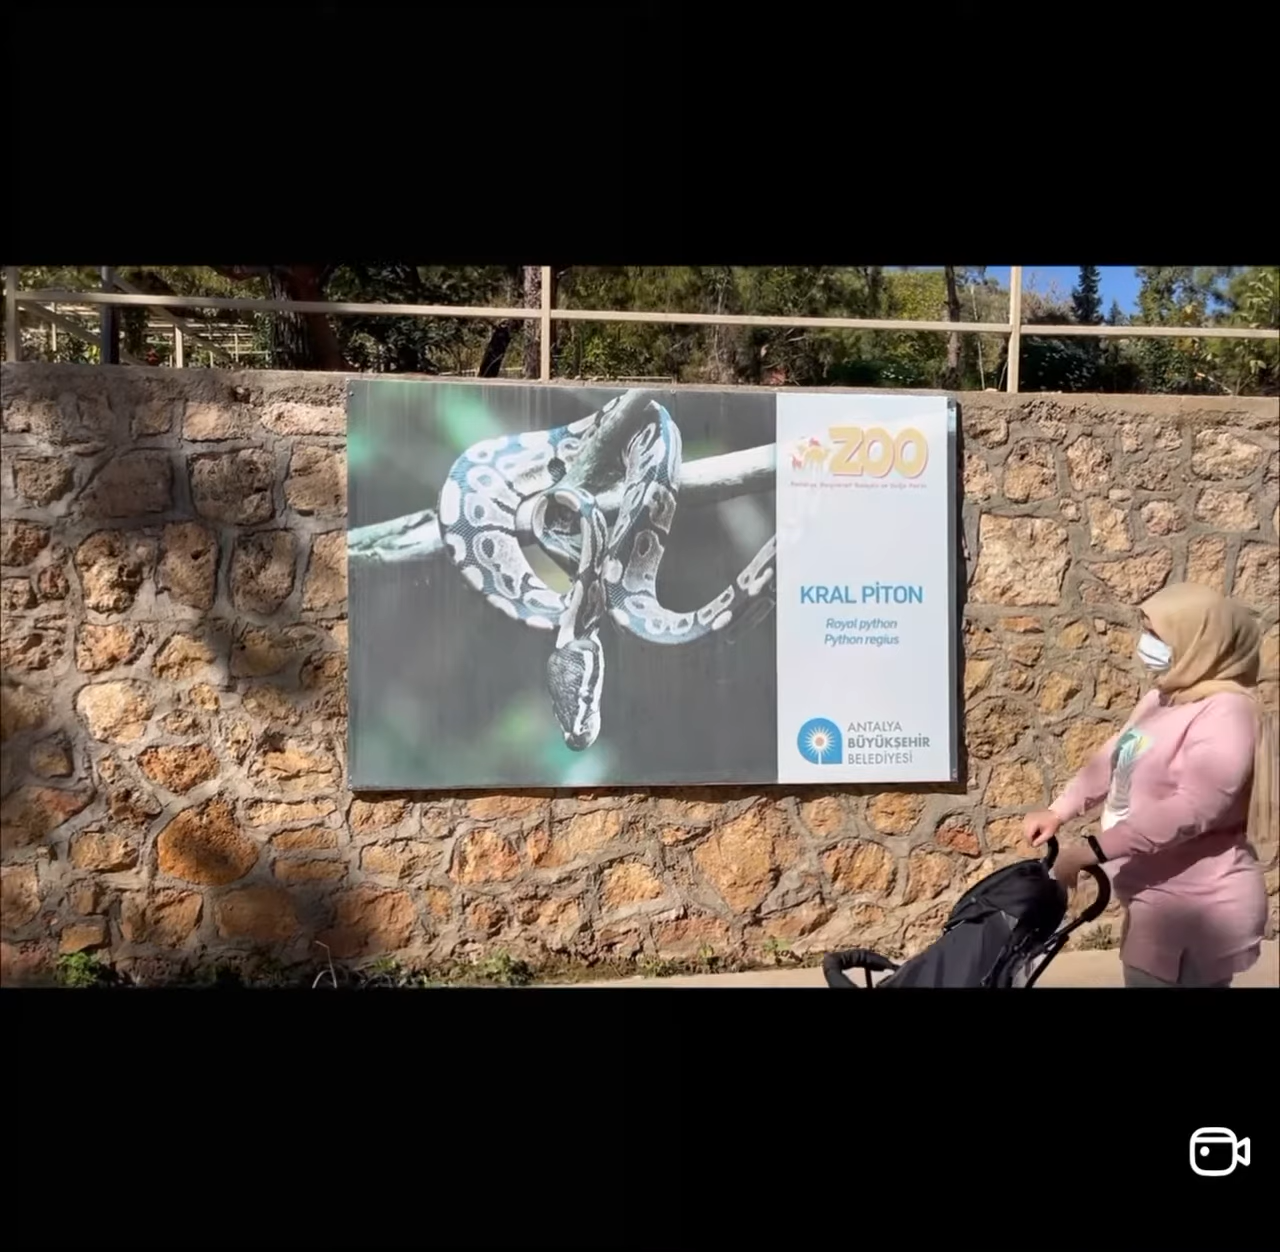 ZOO
KRAL PİTON
Royal python
Python regius
ANTALYA
BÜYÜKŞEHİR
BELEDİYESİ